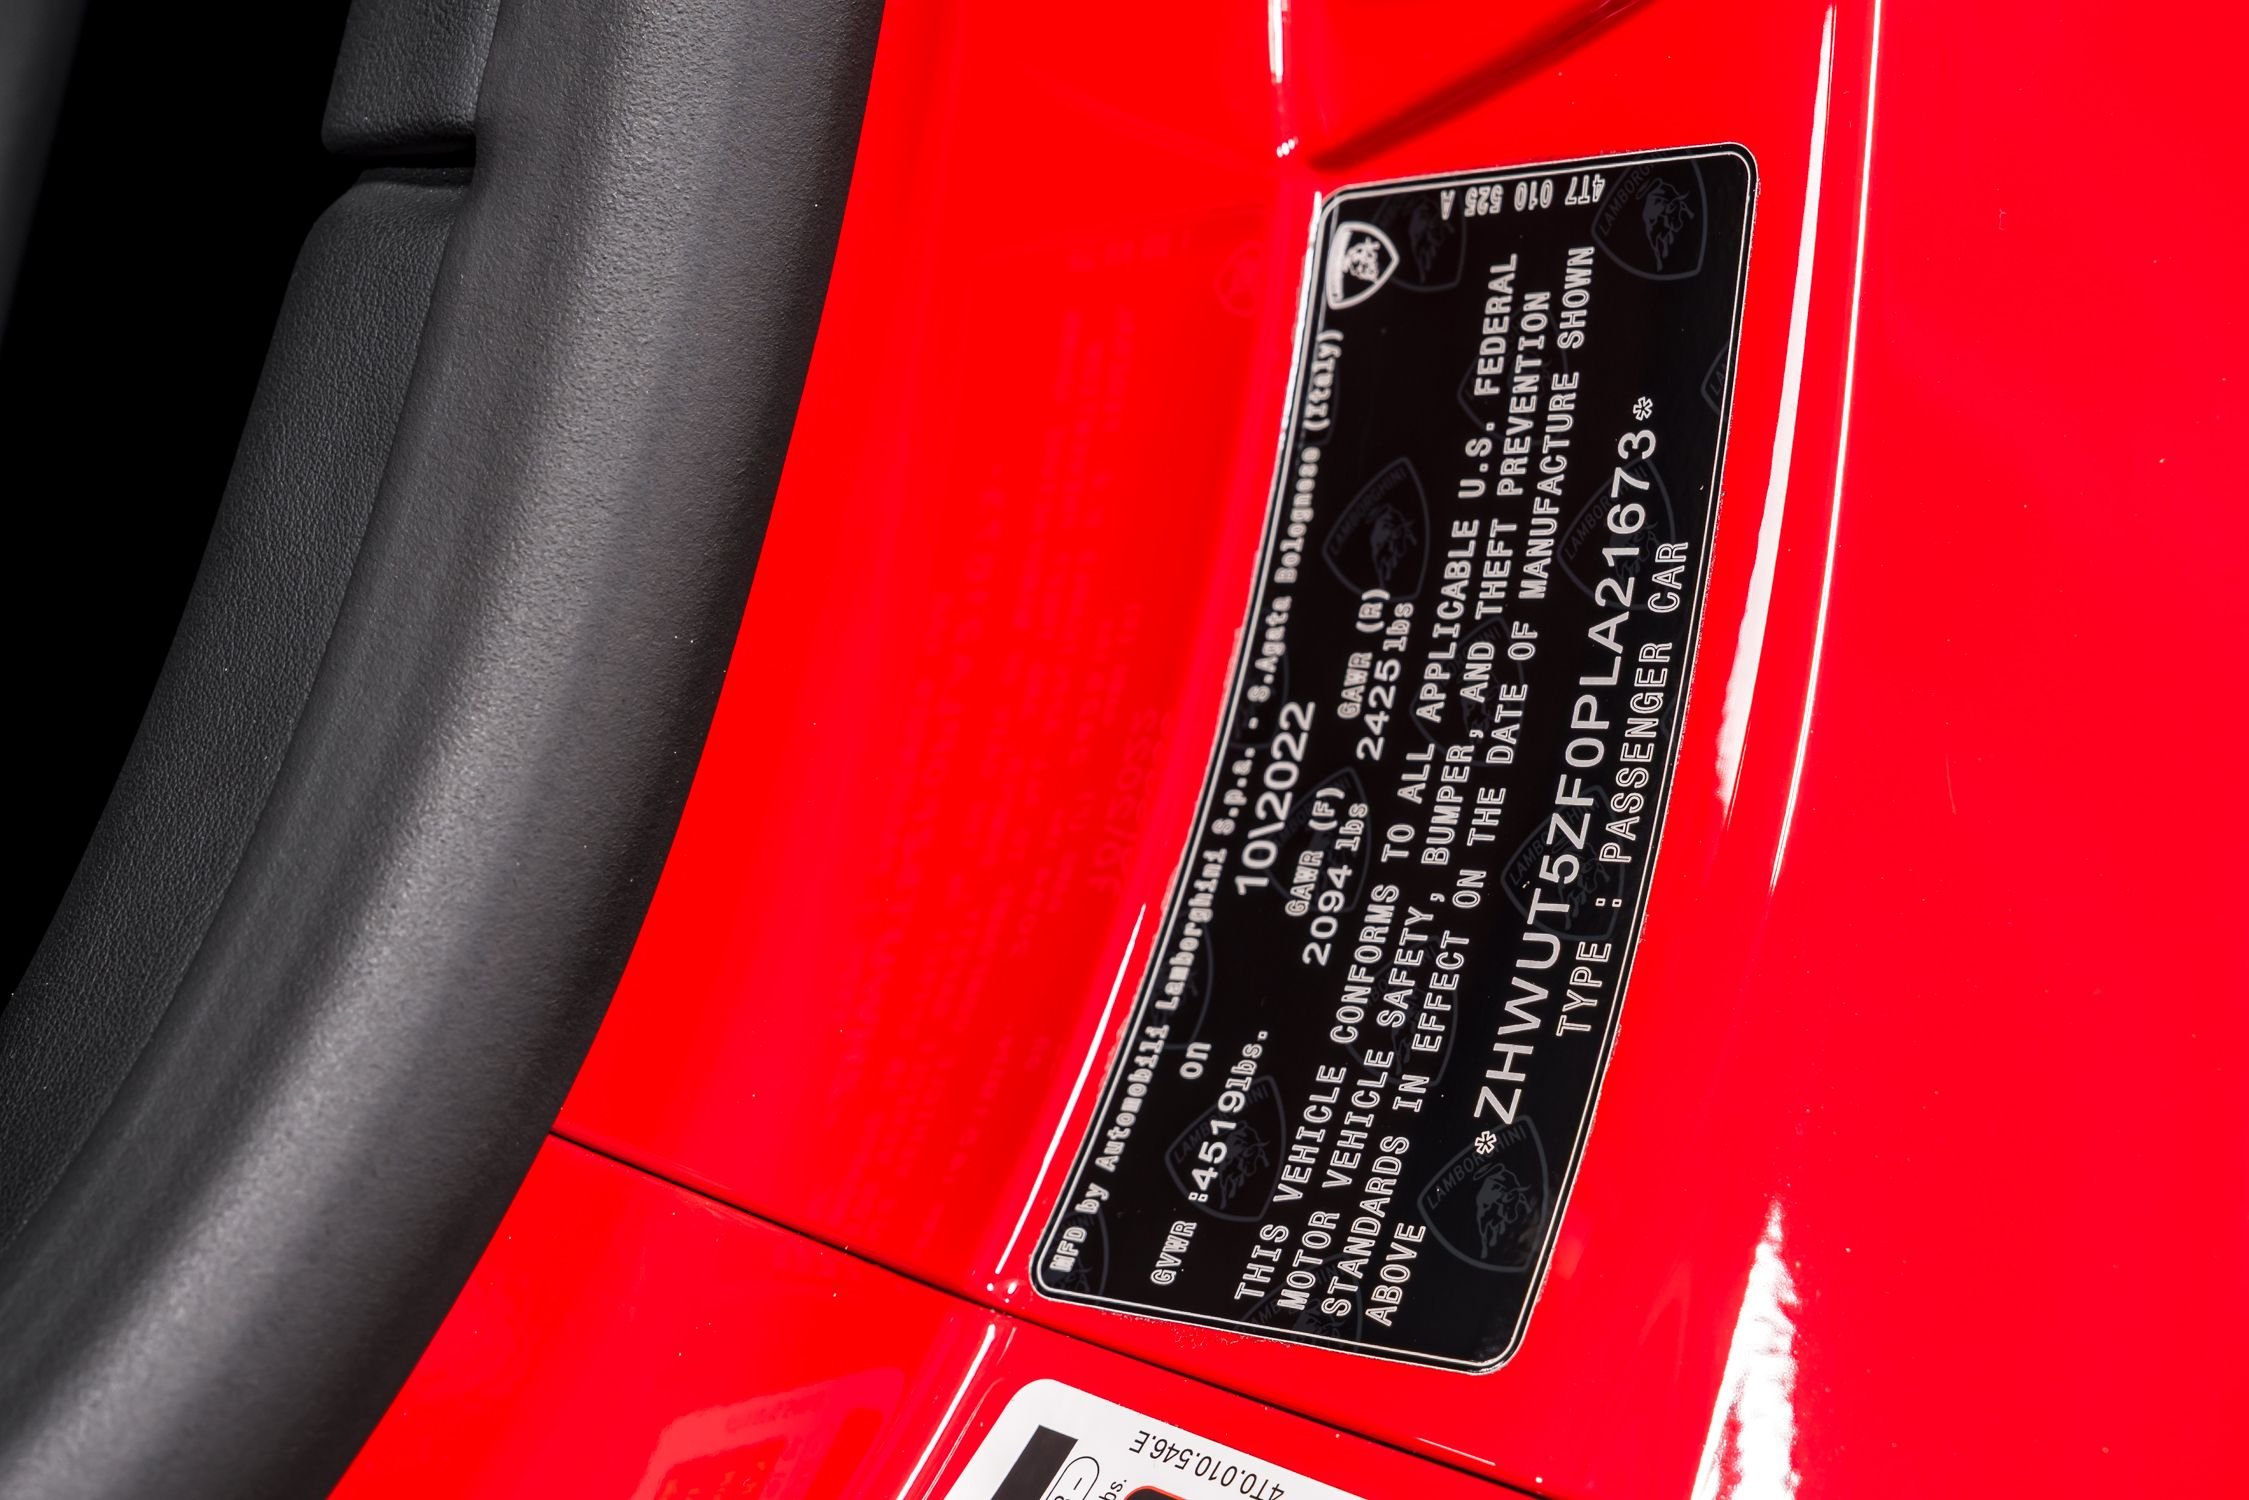 4T7 010 525 A
MFD by Automobili Lamborghini S.p.a. - S.Agata Bolognese (Italy)
on 10\2022
GAWR (F) GAWR (R)
GVWR :4519lbs. 2094 lbs 2425lbs
THIS VEHICLE CONFORMS TO ALL APPLICABLE U.S. FEDERAL
MOTOR VEHICLE SAFETY, BUMPER, AND THEFT PREVENTION
STANDARDS IN EFFECT ON THE DATE OF MANUFACTURE SHOWN
ABOVE
*ZHWUT5ZF0PLA21673*
TYPE : PASSENGER CAR
LAMBORGHINI
4T0.010.546.E